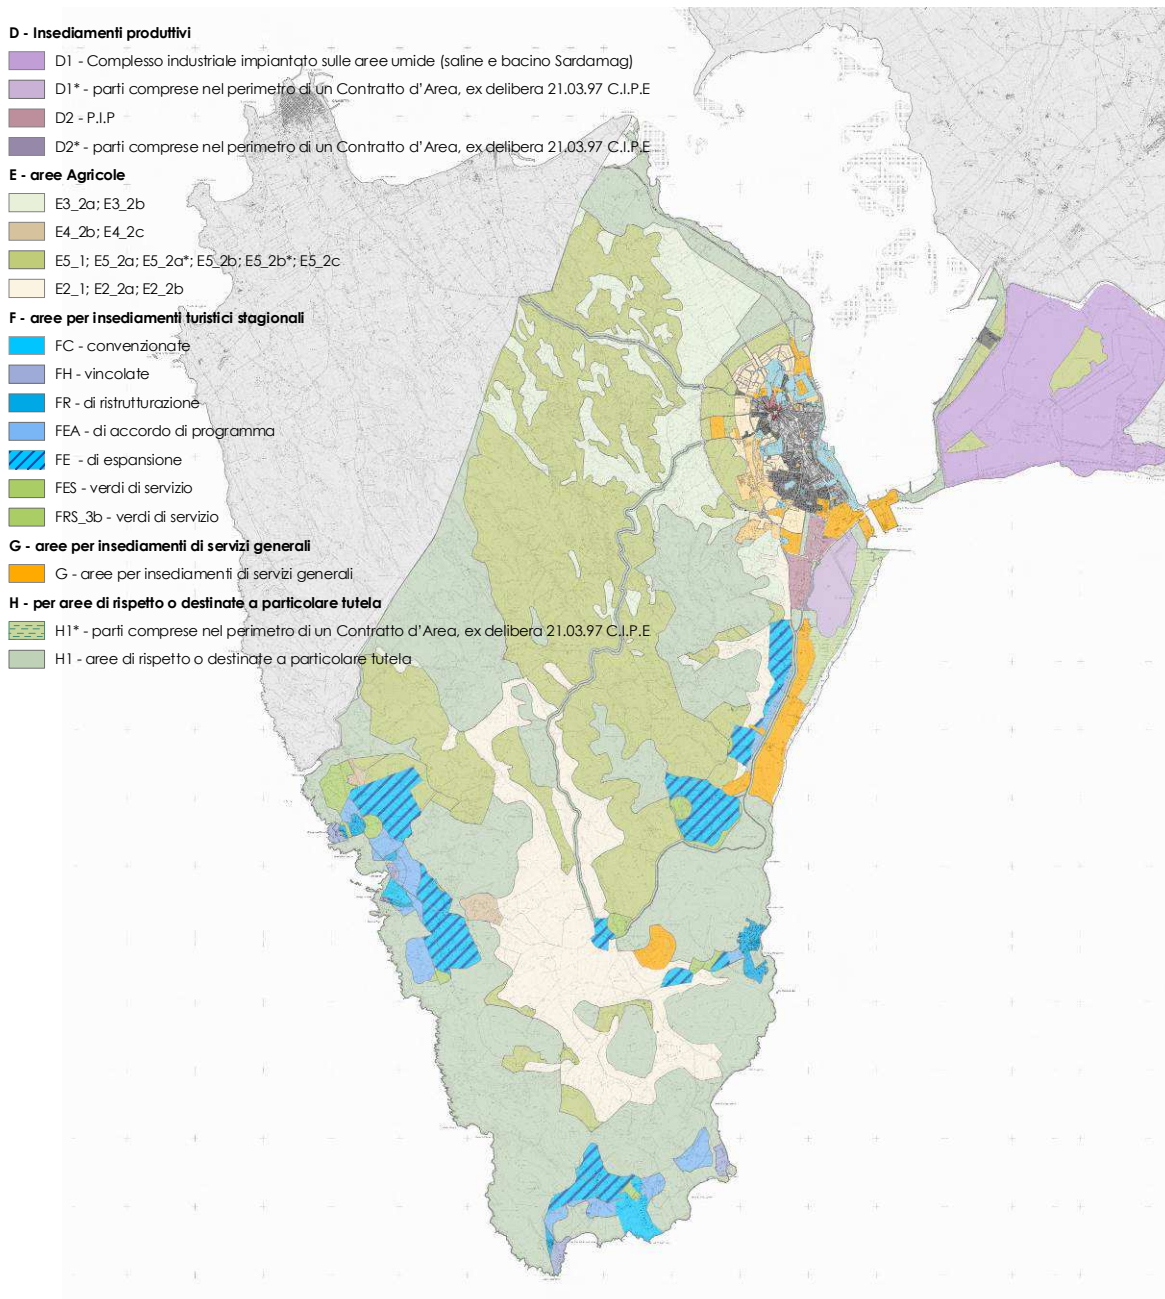 D - Insediamenti produttivi
D1 - Complesso industriale impiantato sulle aree umide (saline e bacino Sardamag)
D1* - parti comprese nel perimetro di un Contratto d'Area, ex delibera 21.03.97 C.I.P.E
D2 - P.I.P
D2* - parti comprese nel perimetro di un Contratto d'Area, ex delibera 21.03.97 C.I.P.E
E - aree Agricole
E3_2a; E3_2b
E4_2b; E4_2c
E5_1; E5_2a; E5_2a*; E5_2b; E5_2b*; E5_2c
E2_1; E2_2a; E2_2b
F - aree per insediamenti turistici stagionali
FC - convenzionate
FH - vincolate
FR - di ristrutturazione
FEA - di accordo di programma
FE - di espansione
FES - verdi di servizio
FRS_3b - verdi di servizio
G - aree per insediamenti di servizi generali
G - aree per insediamenti di servizi generali
H - per aree di rispetto o destinate a particolare tutela
H1* - parti comprese nel perimetro di un Contratto d'Area, ex delibera 21.03.97 C.I.P.E
H1 - aree di rispetto o destinate a particolare tutela